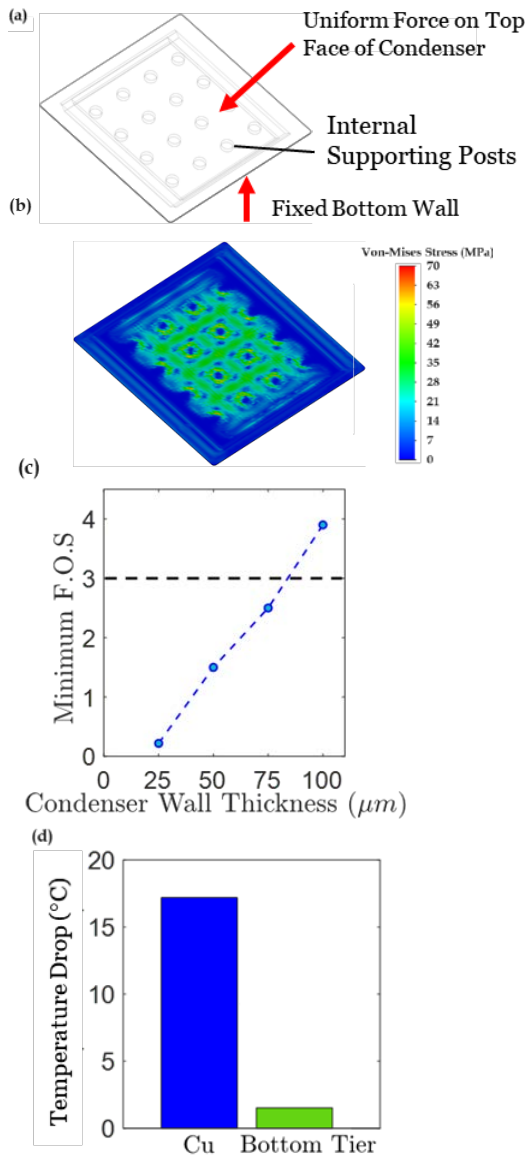 (a)
Uniform Force on Top
Face of Condenser
Internal
Supporting Posts
Fixed Bottom Wall
(b)
Von-Mises Stress (MPa)
70
63
56
49
42
35
28
21
14
7
0
(c)
Minimum F.O.S
4
3
2
1
0
0 25 50 75 100
Condenser Wall Thickness (μm)
(d)
Temperature Drop (°C)
20
15
10
5
0
Cu Bottom Tier